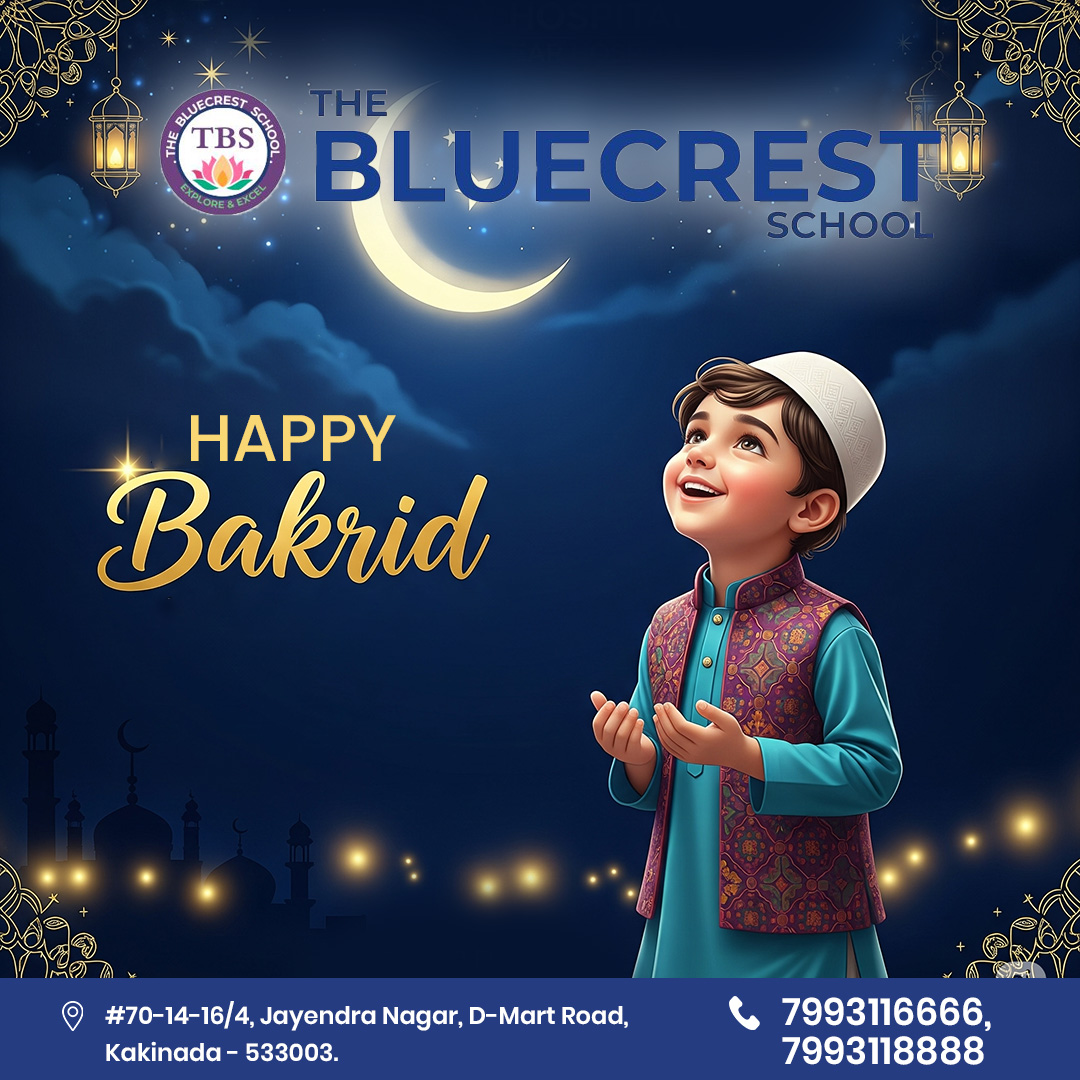 THE BLUECREST SCHOOL
TBS
EXPLORE & EXCEL
THE
BLUECREST
SCHOOL
HAPPY
Bakrid
#70-14-16/4, Jayendra Nagar, D-Mart Road,
Kakinada - 533003.
7993116666,
7993118888